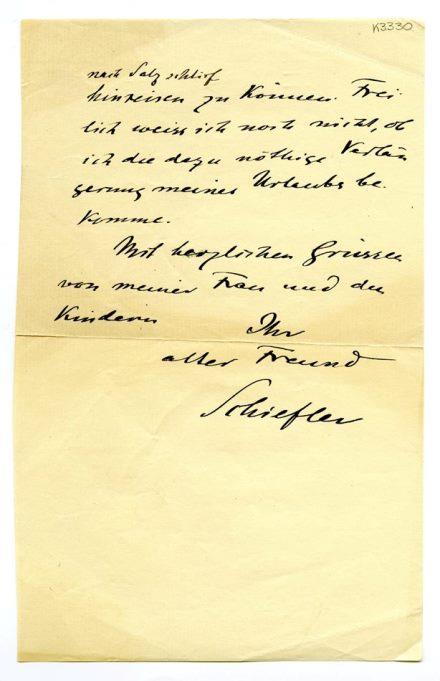 K3330
nach Salzschlirf
hinreisen zu können. Frei-
lich weiss ich noch nicht, ob
ich die dazu nöthige Verlän
gerung meines Urlaubs be-
komme.
Mit herzlichen Grüssen
von meiner Frau und den
Kindern Ihr
alter Freund
Schiefler